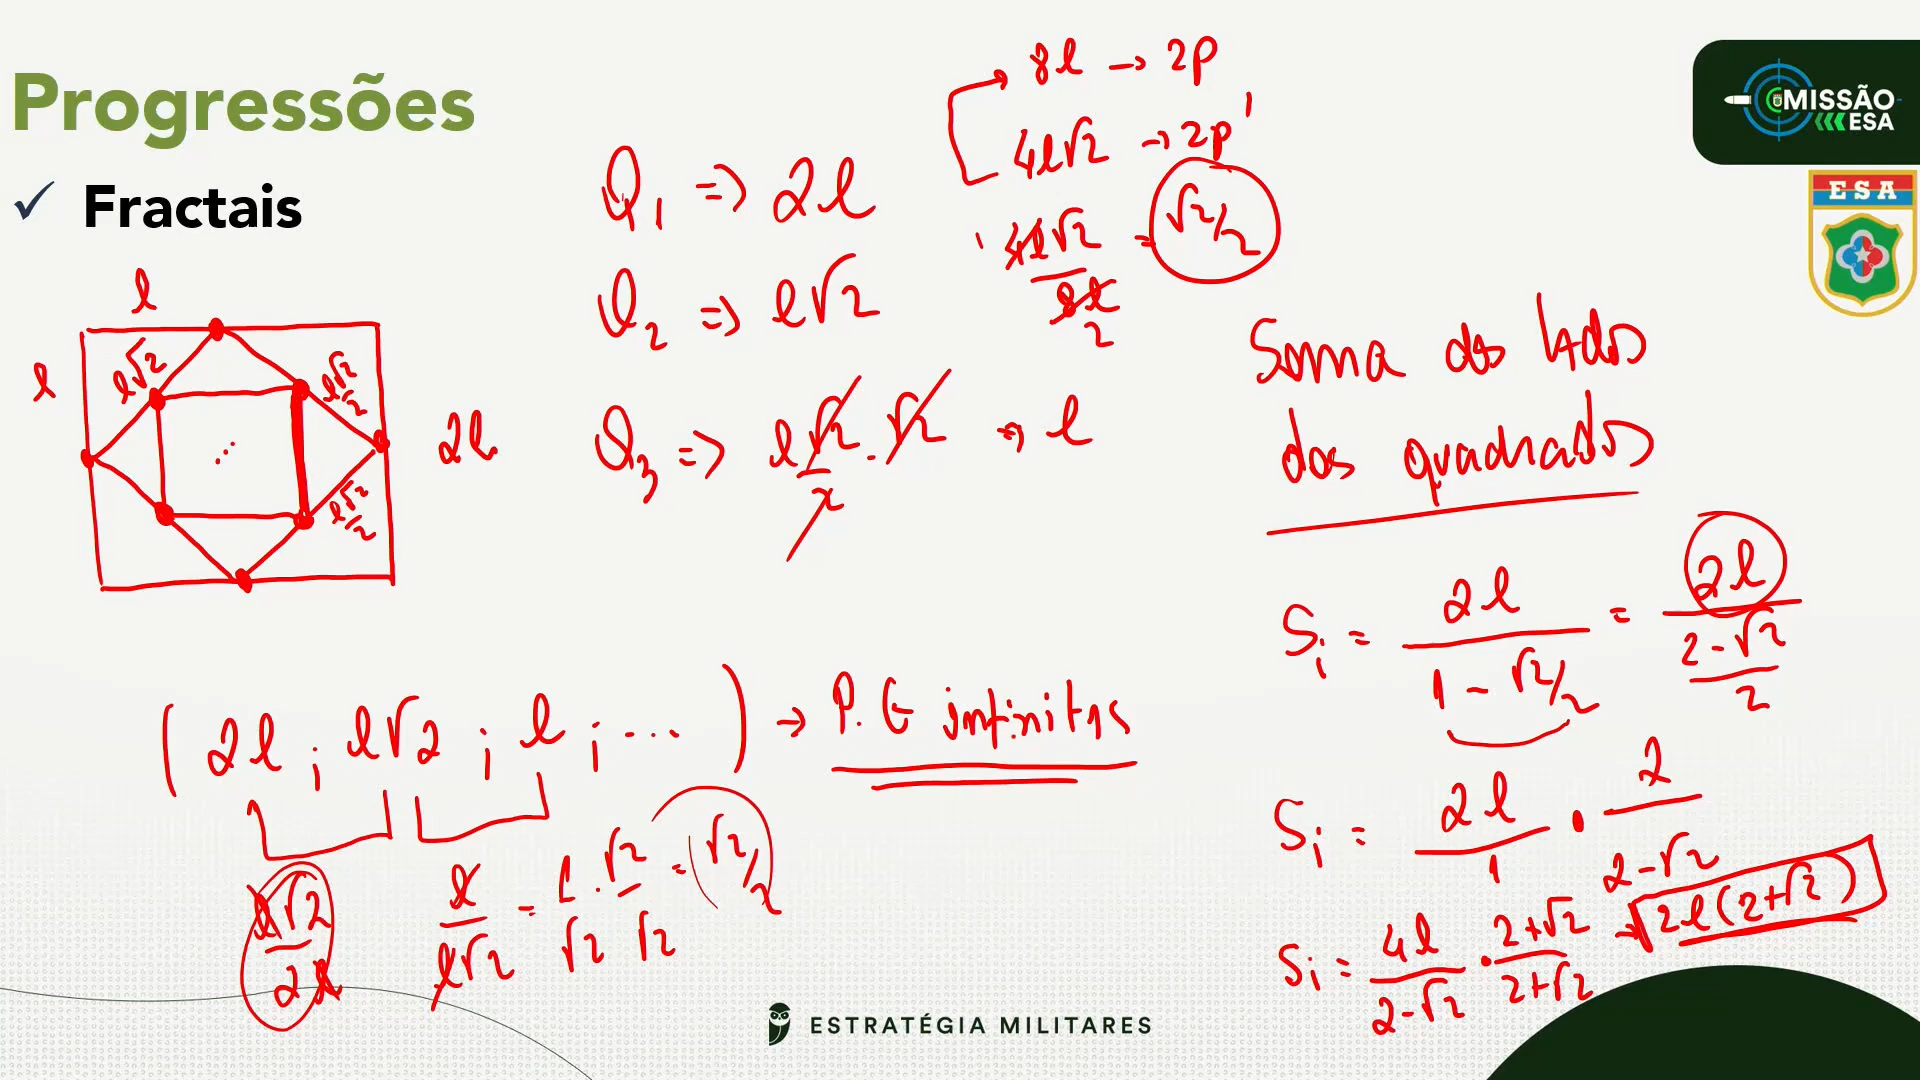 Progressões
✓ Fractais
MISSÃO
ESA
ESA
l
l
l√2
l√2/2
l√2/2
2l
...
Q1 => 2l
Q2 => l√2
Q3 => l√2/2 . √2 → l
8l → 2p
4l√2 → 2p'
4l√2/8l = √2/2
2
Soma dos lados
dos quadrados
Si = 2l/(1 - √2/2) = 2l/((2-√2)/2)
(2l ; l√2 ; l ; ...) → P.G infinitas
l√2/2l
l/l√2 = 1/√2 . √2/√2 = √2/2
Si = 2l/1 . 2/(2-√2)
Si = 4l/(2-√2) . (2+√2)/(2+√2) → 2l(2+√2)
ESTRATÉGIA MILITARES